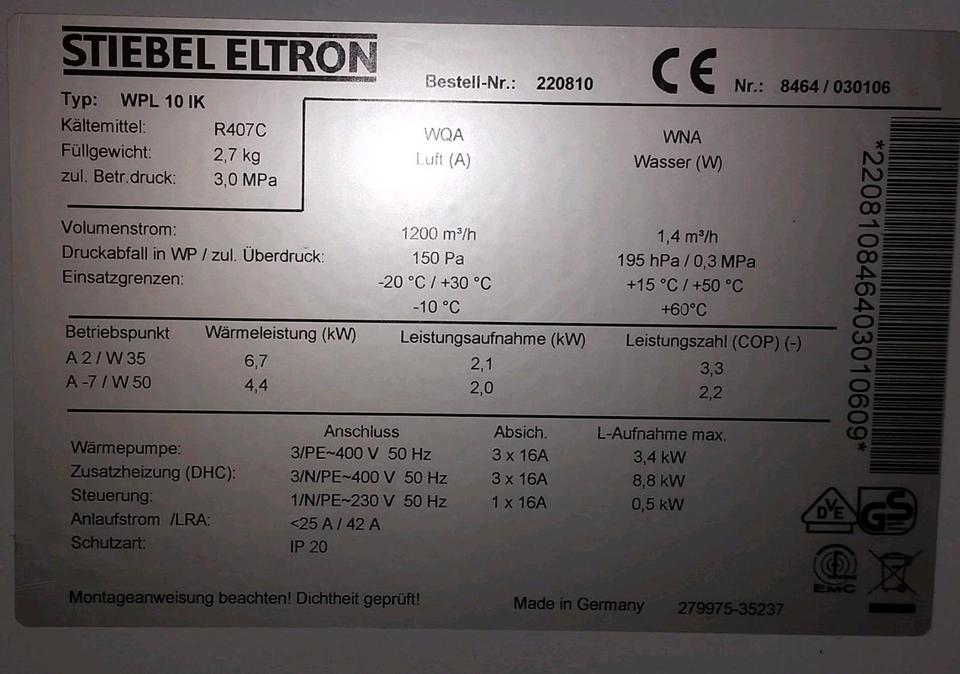 STIEBEL ELTRON
Bestell-Nr.: 220810
CE
Nr.: 8464 / 030106
Typ: WPL 10 IK
Kältemittel: R407C
Füllgewicht: 2,7 kg
zul. Betr.druck: 3,0 MPa
WQA WNA
Luft (A) Wasser (W)
Volumenstrom: 1200 m³/h 1,4 m³/h
Druckabfall in WP / zul. Überdruck: 150 Pa 195 hPa / 0,3 MPa
Einsatzgrenzen: -20 °C / +30 °C +15 °C / +50 °C
-10 °C +60°C
Betriebspunkt Wärmeleistung (kW) Leistungsaufnahme (kW) Leistungszahl (COP) (-)
A 2 / W 35 6,7 2,1 3,3
A -7 / W 50 4,4 2,0 2,2
Anschluss Absich. L-Aufnahme max.
Wärmepumpe: 3/PE~400 V 50 Hz 3 x 16A 3,4 kW
Zusatzheizung (DHC): 3/N/PE~400 V 50 Hz 3 x 16A 8,8 kW
Steuerung: 1/N/PE~230 V 50 Hz 1 x 16A 0,5 kW
Anlaufstrom /LRA: <25 A / 42 A
Schutzart: IP 20
Montageanweisung beachten! Dichtheit geprüft!
Made in Germany 279975-35237
*220810846403010609*
DVE
GS
EMC